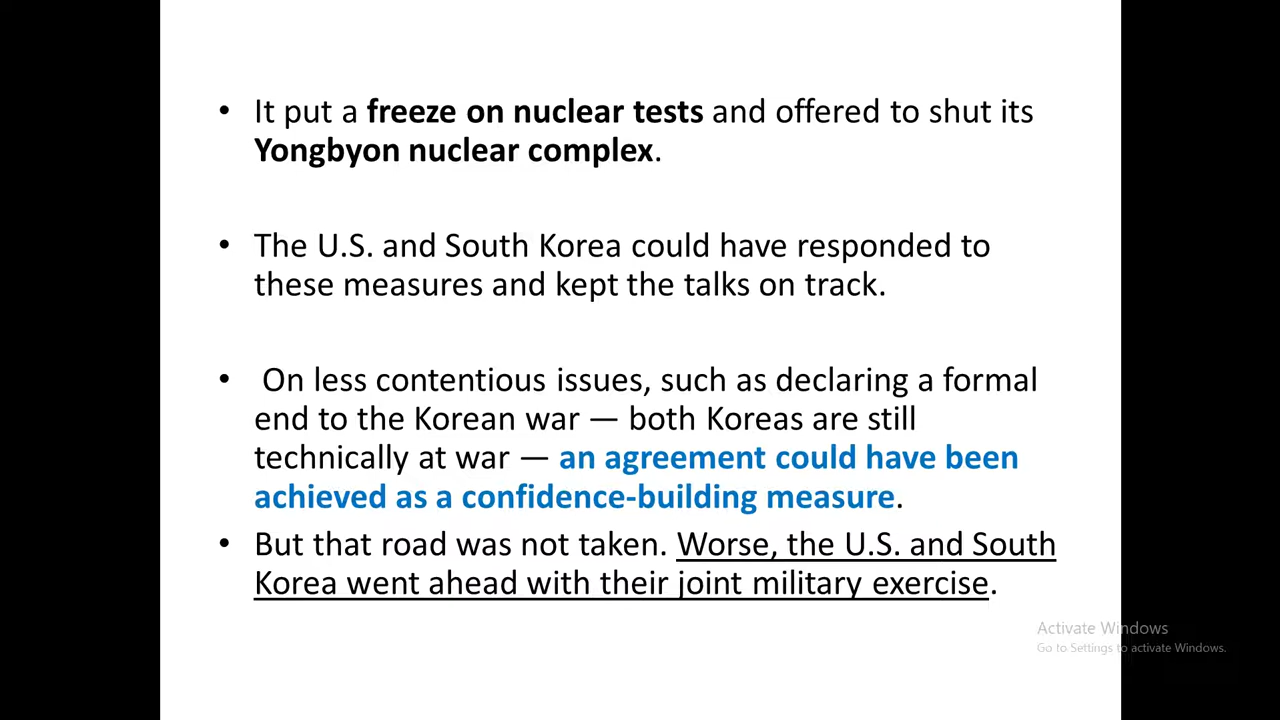 • It put a freeze on nuclear tests and offered to shut its
Yongbyon nuclear complex.
• The U.S. and South Korea could have responded to
these measures and kept the talks on track.
• On less contentious issues, such as declaring a formal
end to the Korean war — both Koreas are still
technically at war — an agreement could have been
achieved as a confidence-building measure.
• But that road was not taken. Worse, the U.S. and South
Korea went ahead with their joint military exercise.
Activate Windows
Go to Settings to activate Windows.